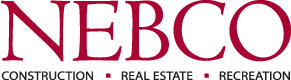 NEBCO
CONSTRUCTION ▪ REAL ESTATE ▪ RECREATION